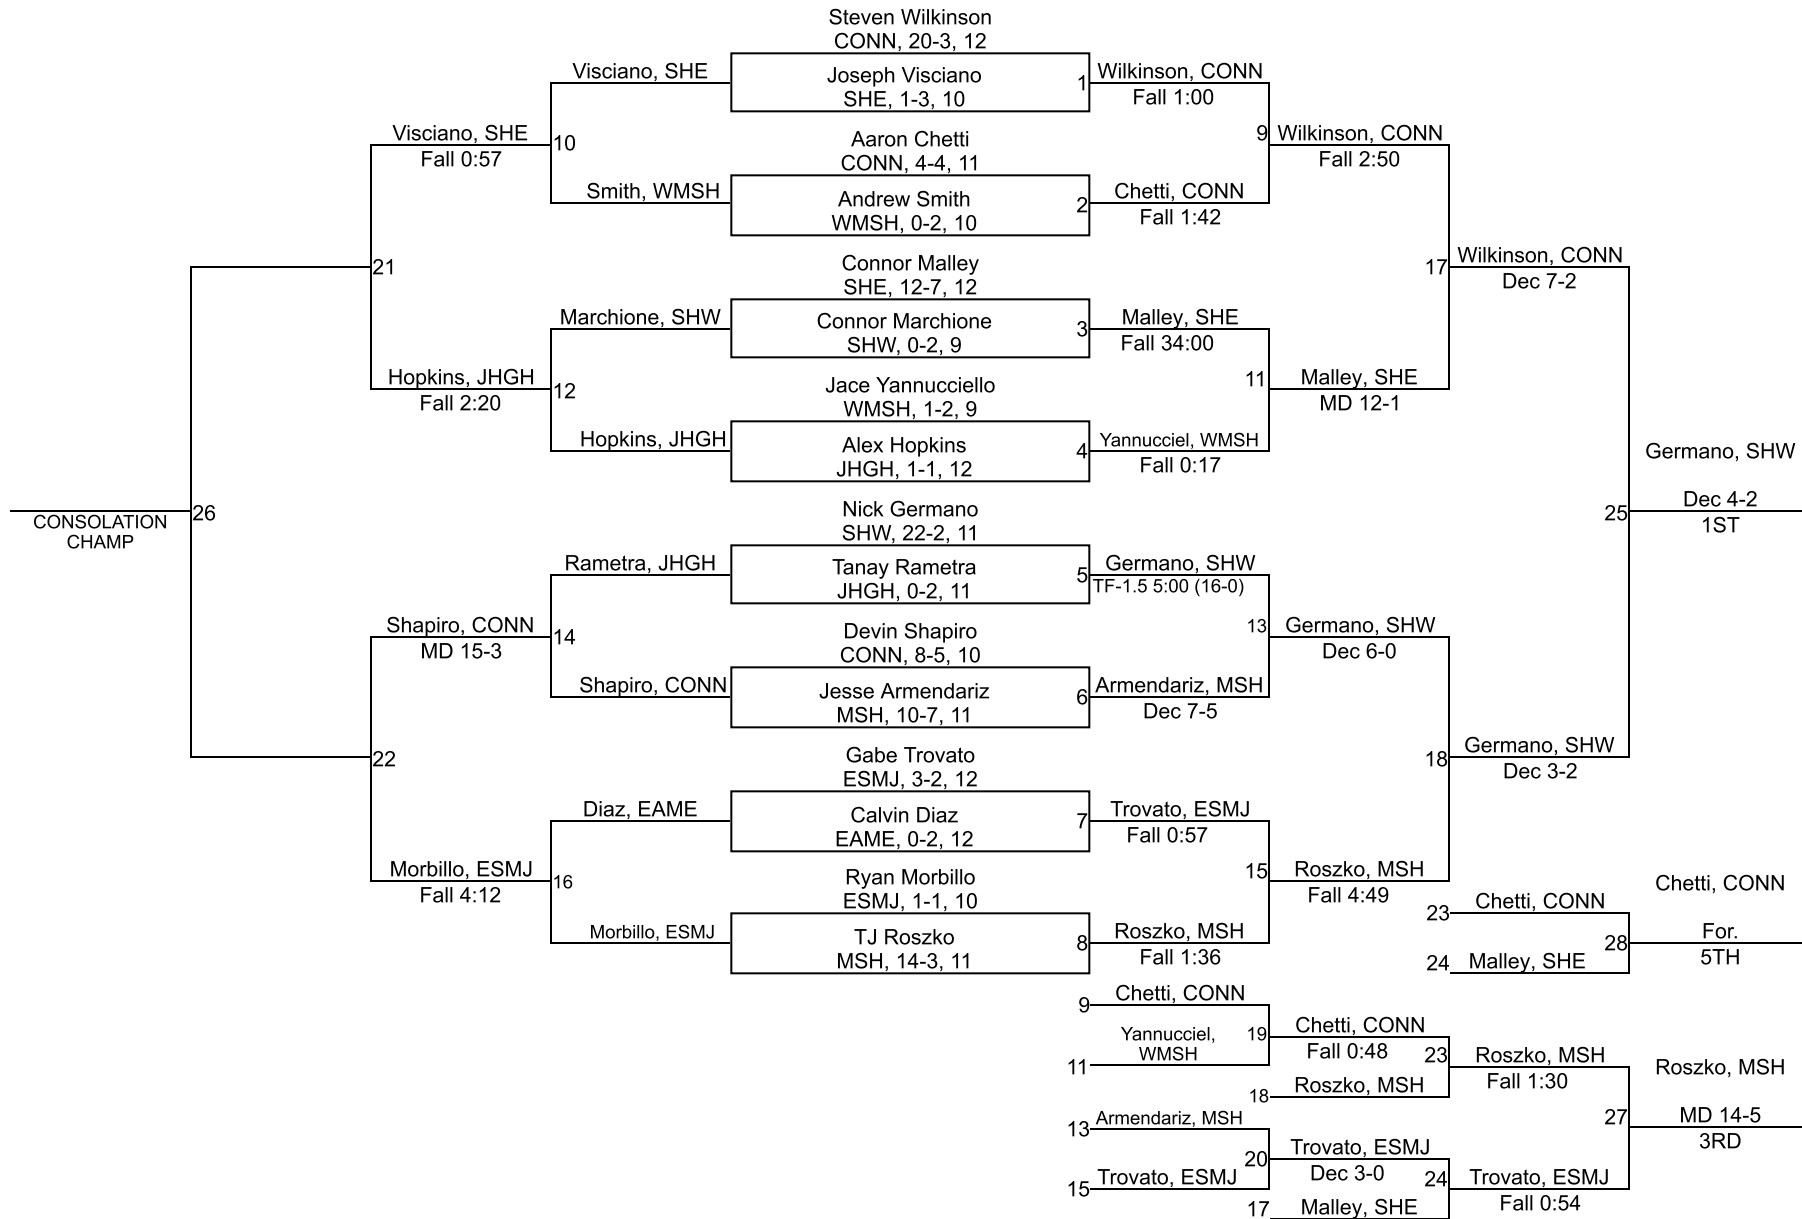 Steven Wilkinson
CONN, 20-3, 12
Visciano, SHE
Joseph Visciano
SHE, 1-3, 10
1
Wilkinson, CONN
Fall 1:00
Visciano, SHE
Fall 0:57
10
Aaron Chetti
CONN, 4-4, 11
9
Wilkinson, CONN
Fall 2:50
Smith, WMSH
Andrew Smith
WMSH, 0-2, 10
2
Chetti, CONN
Fall 1:42
21
Connor Malley
SHE, 12-7, 12
17
Wilkinson, CONN
Dec 7-2
Marchione, SHW
Connor Marchione
SHW, 0-2, 9
3
Malley, SHE
Fall 34:00
Hopkins, JHGH
Fall 2:20
12
Jace Yannucciello
WMSH, 1-2, 9
11
Malley, SHE
MD 12-1
Hopkins, JHGH
Alex Hopkins
JHGH, 1-1, 12
4
Yannucciel, WMSH
Fall 0:17
Germano, SHW
CONSOLATION
CHAMP
26
Nick Germano
SHW, 22-2, 11
25
Dec 4-2
1ST
Rametra, JHGH
Tanay Rametra
JHGH, 0-2, 11
5
Germano, SHW
TF-1.5 5:00 (16-0)
Shapiro, CONN
MD 15-3
14
Devin Shapiro
CONN, 8-5, 10
13
Germano, SHW
Dec 6-0
Shapiro, CONN
Jesse Armendariz
MSH, 10-7, 11
6
Armendariz, MSH
Dec 7-5
22
Gabe Trovato
ESMJ, 3-2, 12
18
Germano, SHW
Dec 3-2
Diaz, EAME
Calvin Diaz
EAME, 0-2, 12
7
Trovato, ESMJ
Fall 0:57
Morbillo, ESMJ
Fall 4:12
16
Ryan Morbillo
ESMJ, 1-1, 10
15
Roszko, MSH
Fall 4:49
Morbillo, ESMJ
TJ Roszko
MSH, 14-3, 11
8
Roszko, MSH
Fall 1:36
23
Chetti, CONN
24
Malley, SHE
28
Chetti, CONN
For.
5TH
9
Chetti, CONN
11
Yannucciel,
WMSH
19
Chetti, CONN
Fall 0:48
18
Roszko, MSH
23
Roszko, MSH
Fall 1:30
13
Armendariz, MSH
15
Trovato, ESMJ
20
Trovato, ESMJ
Dec 3-0
17
Malley, SHE
24
Trovato, ESMJ
Fall 0:54
27
Roszko, MSH
MD 14-5
3RD